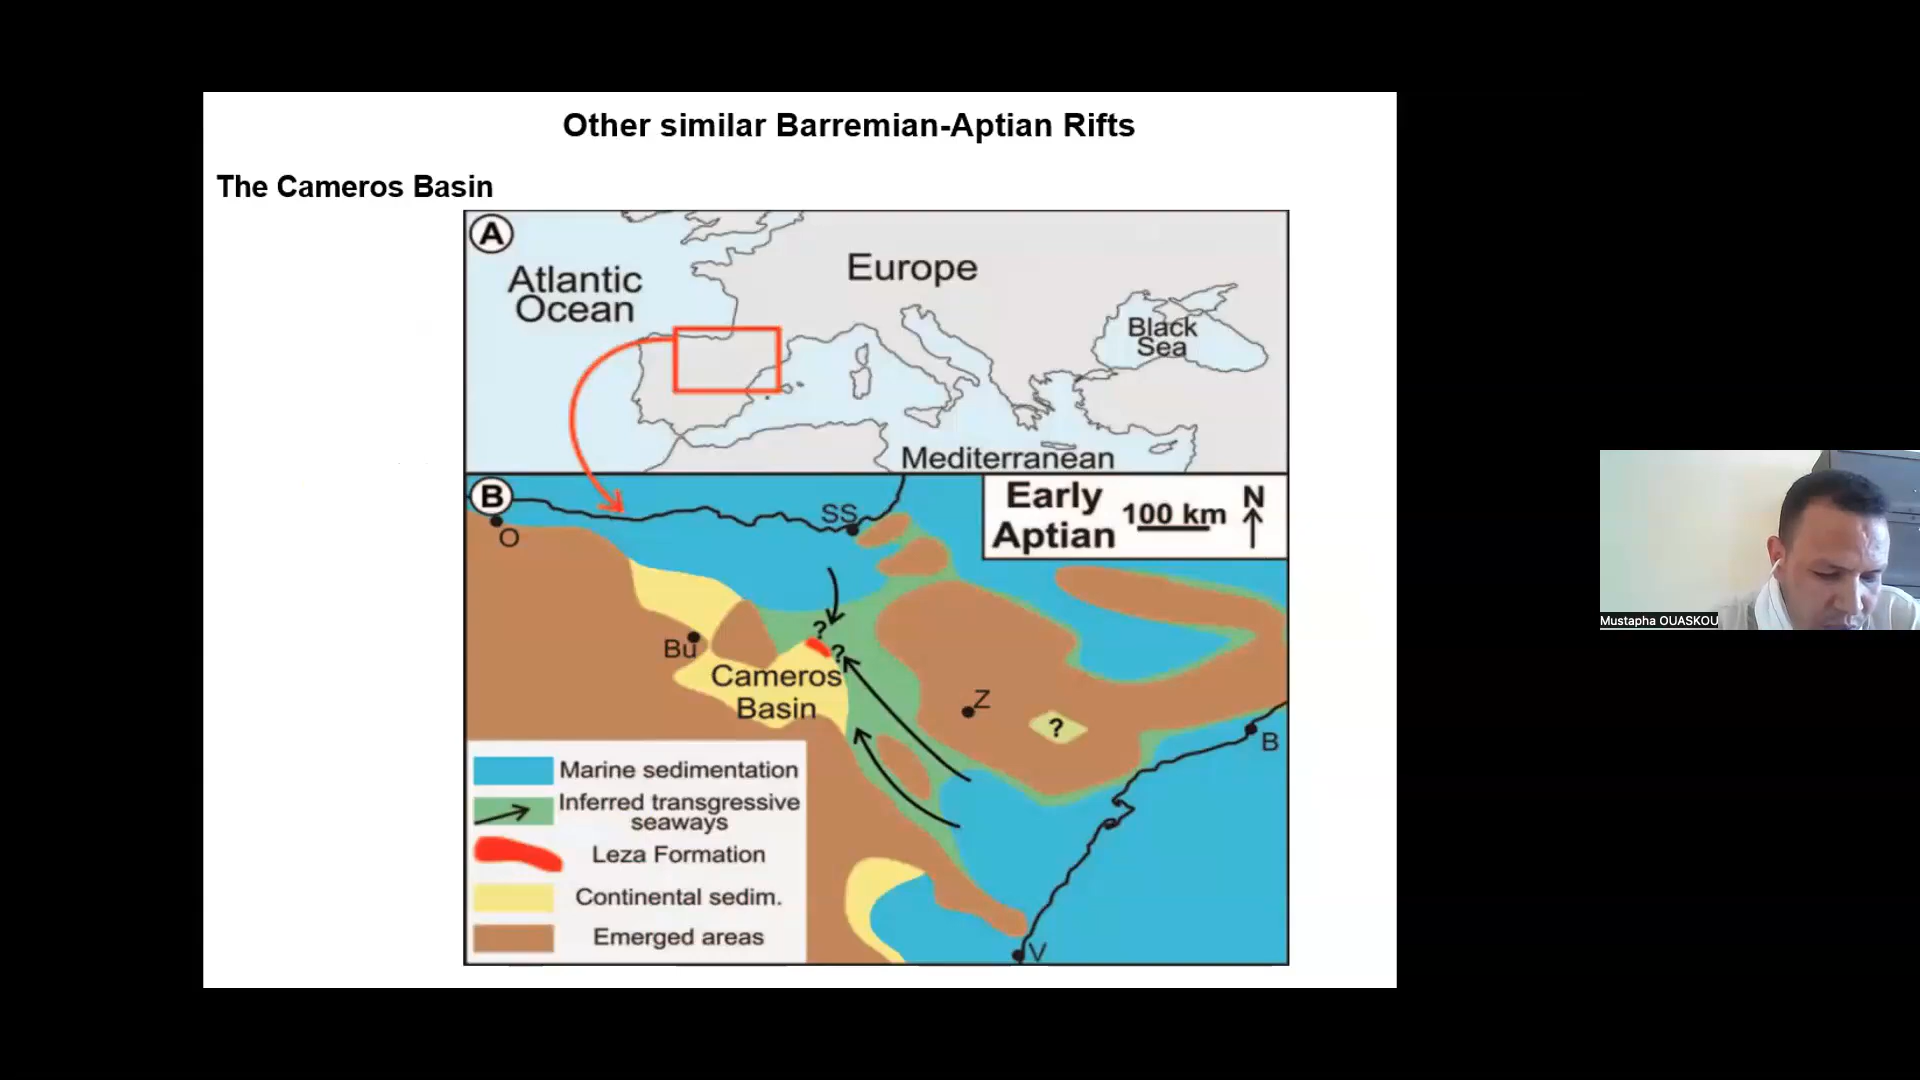 Other similar Barremian-Aptian Rifts
The Cameros Basin
A
Atlantic
Ocean
Europe
Black
Sea
Mediterranean
B
Early
Aptian
100 km
N
SS
O
?
?
Bu
Cameros
Basin
Z
?
B
Marine sedimentation
Inferred transgressive
seaways
Leza Formation
Continental sedim.
Emerged areas
V
Mustapha OUASKOU